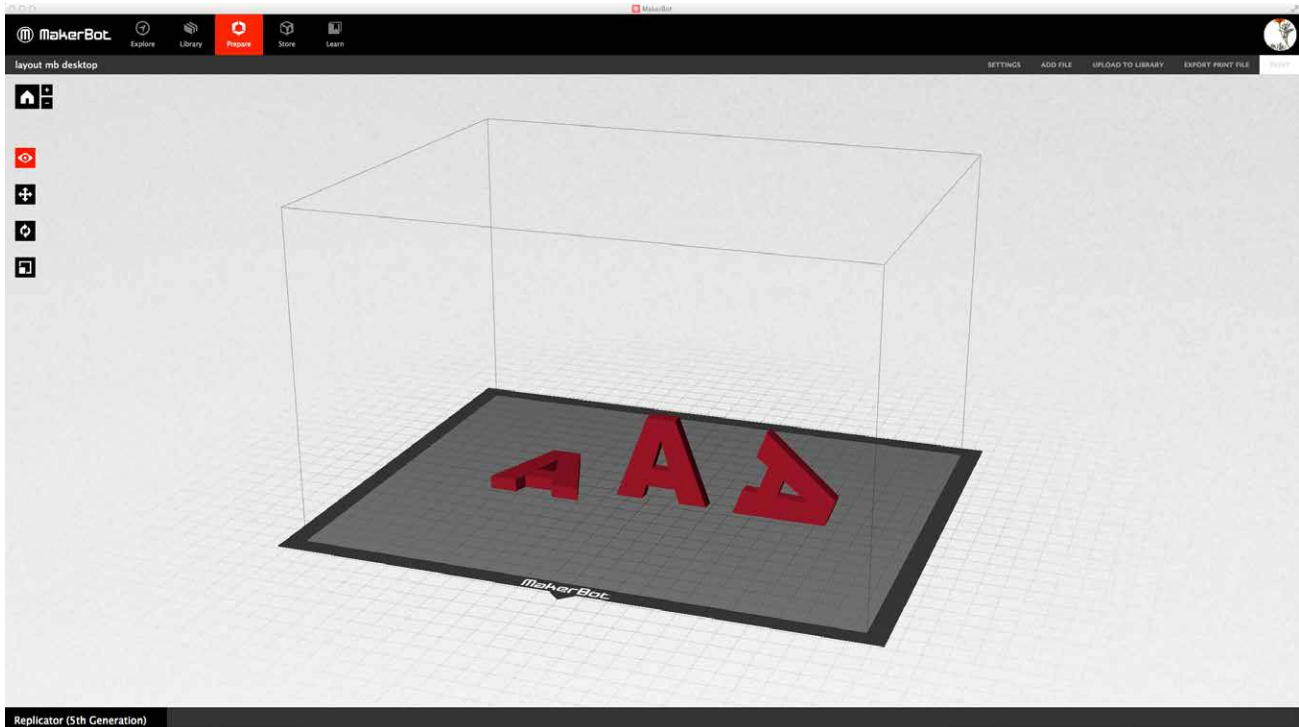 MakerBot
MakerBot
Explore
Library
Prepare
Store
Learn
layout mb desktop
SETTINGS
ADD FILE
UPLOAD TO LIBRARY
EXPORT PRINT FILE
PRINT
A A A
MakerBot
Replicator (5th Generation)